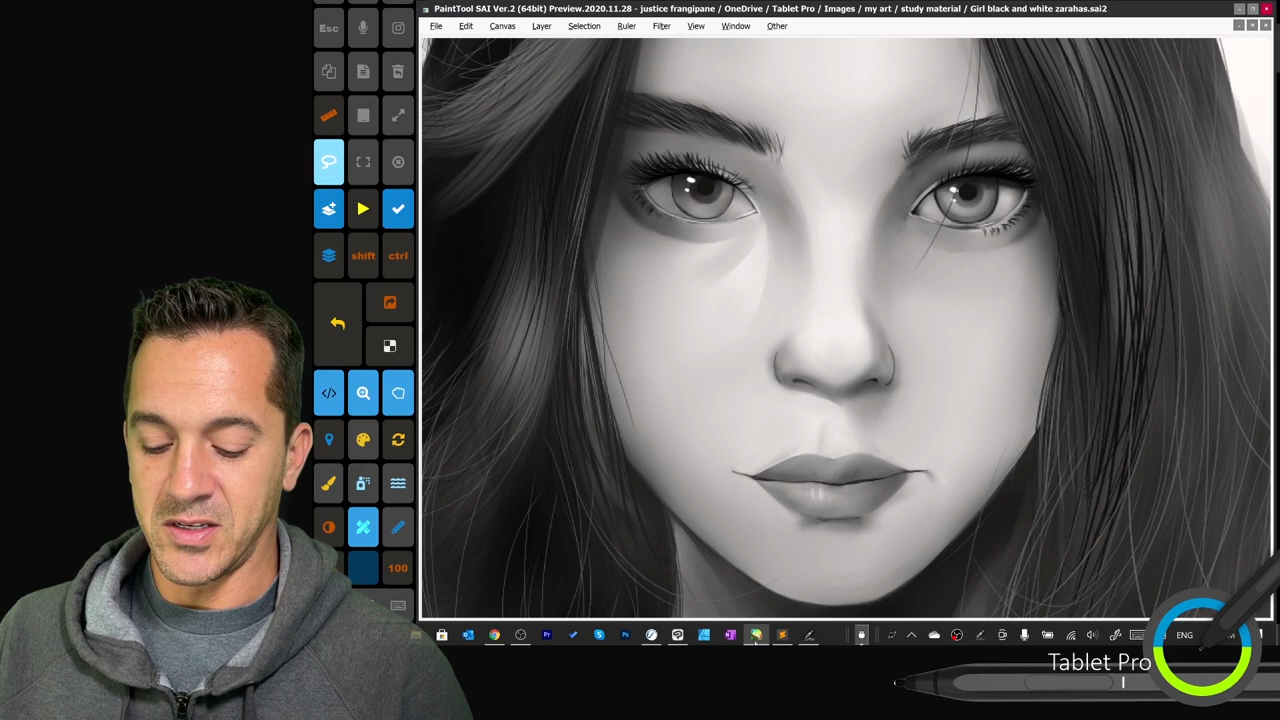 PaintTool SAI Ver.2 (64bit) Preview.2020.11.28 - justice frangipane / OneDrive / Tablet Pro / Images / my art / study material / Girl black and white zarahas.sai2
File Edit Canvas Layer Ruler Selection Filter View Window Other
Esc
shift ctrl
100
ENG
Tablet Pro